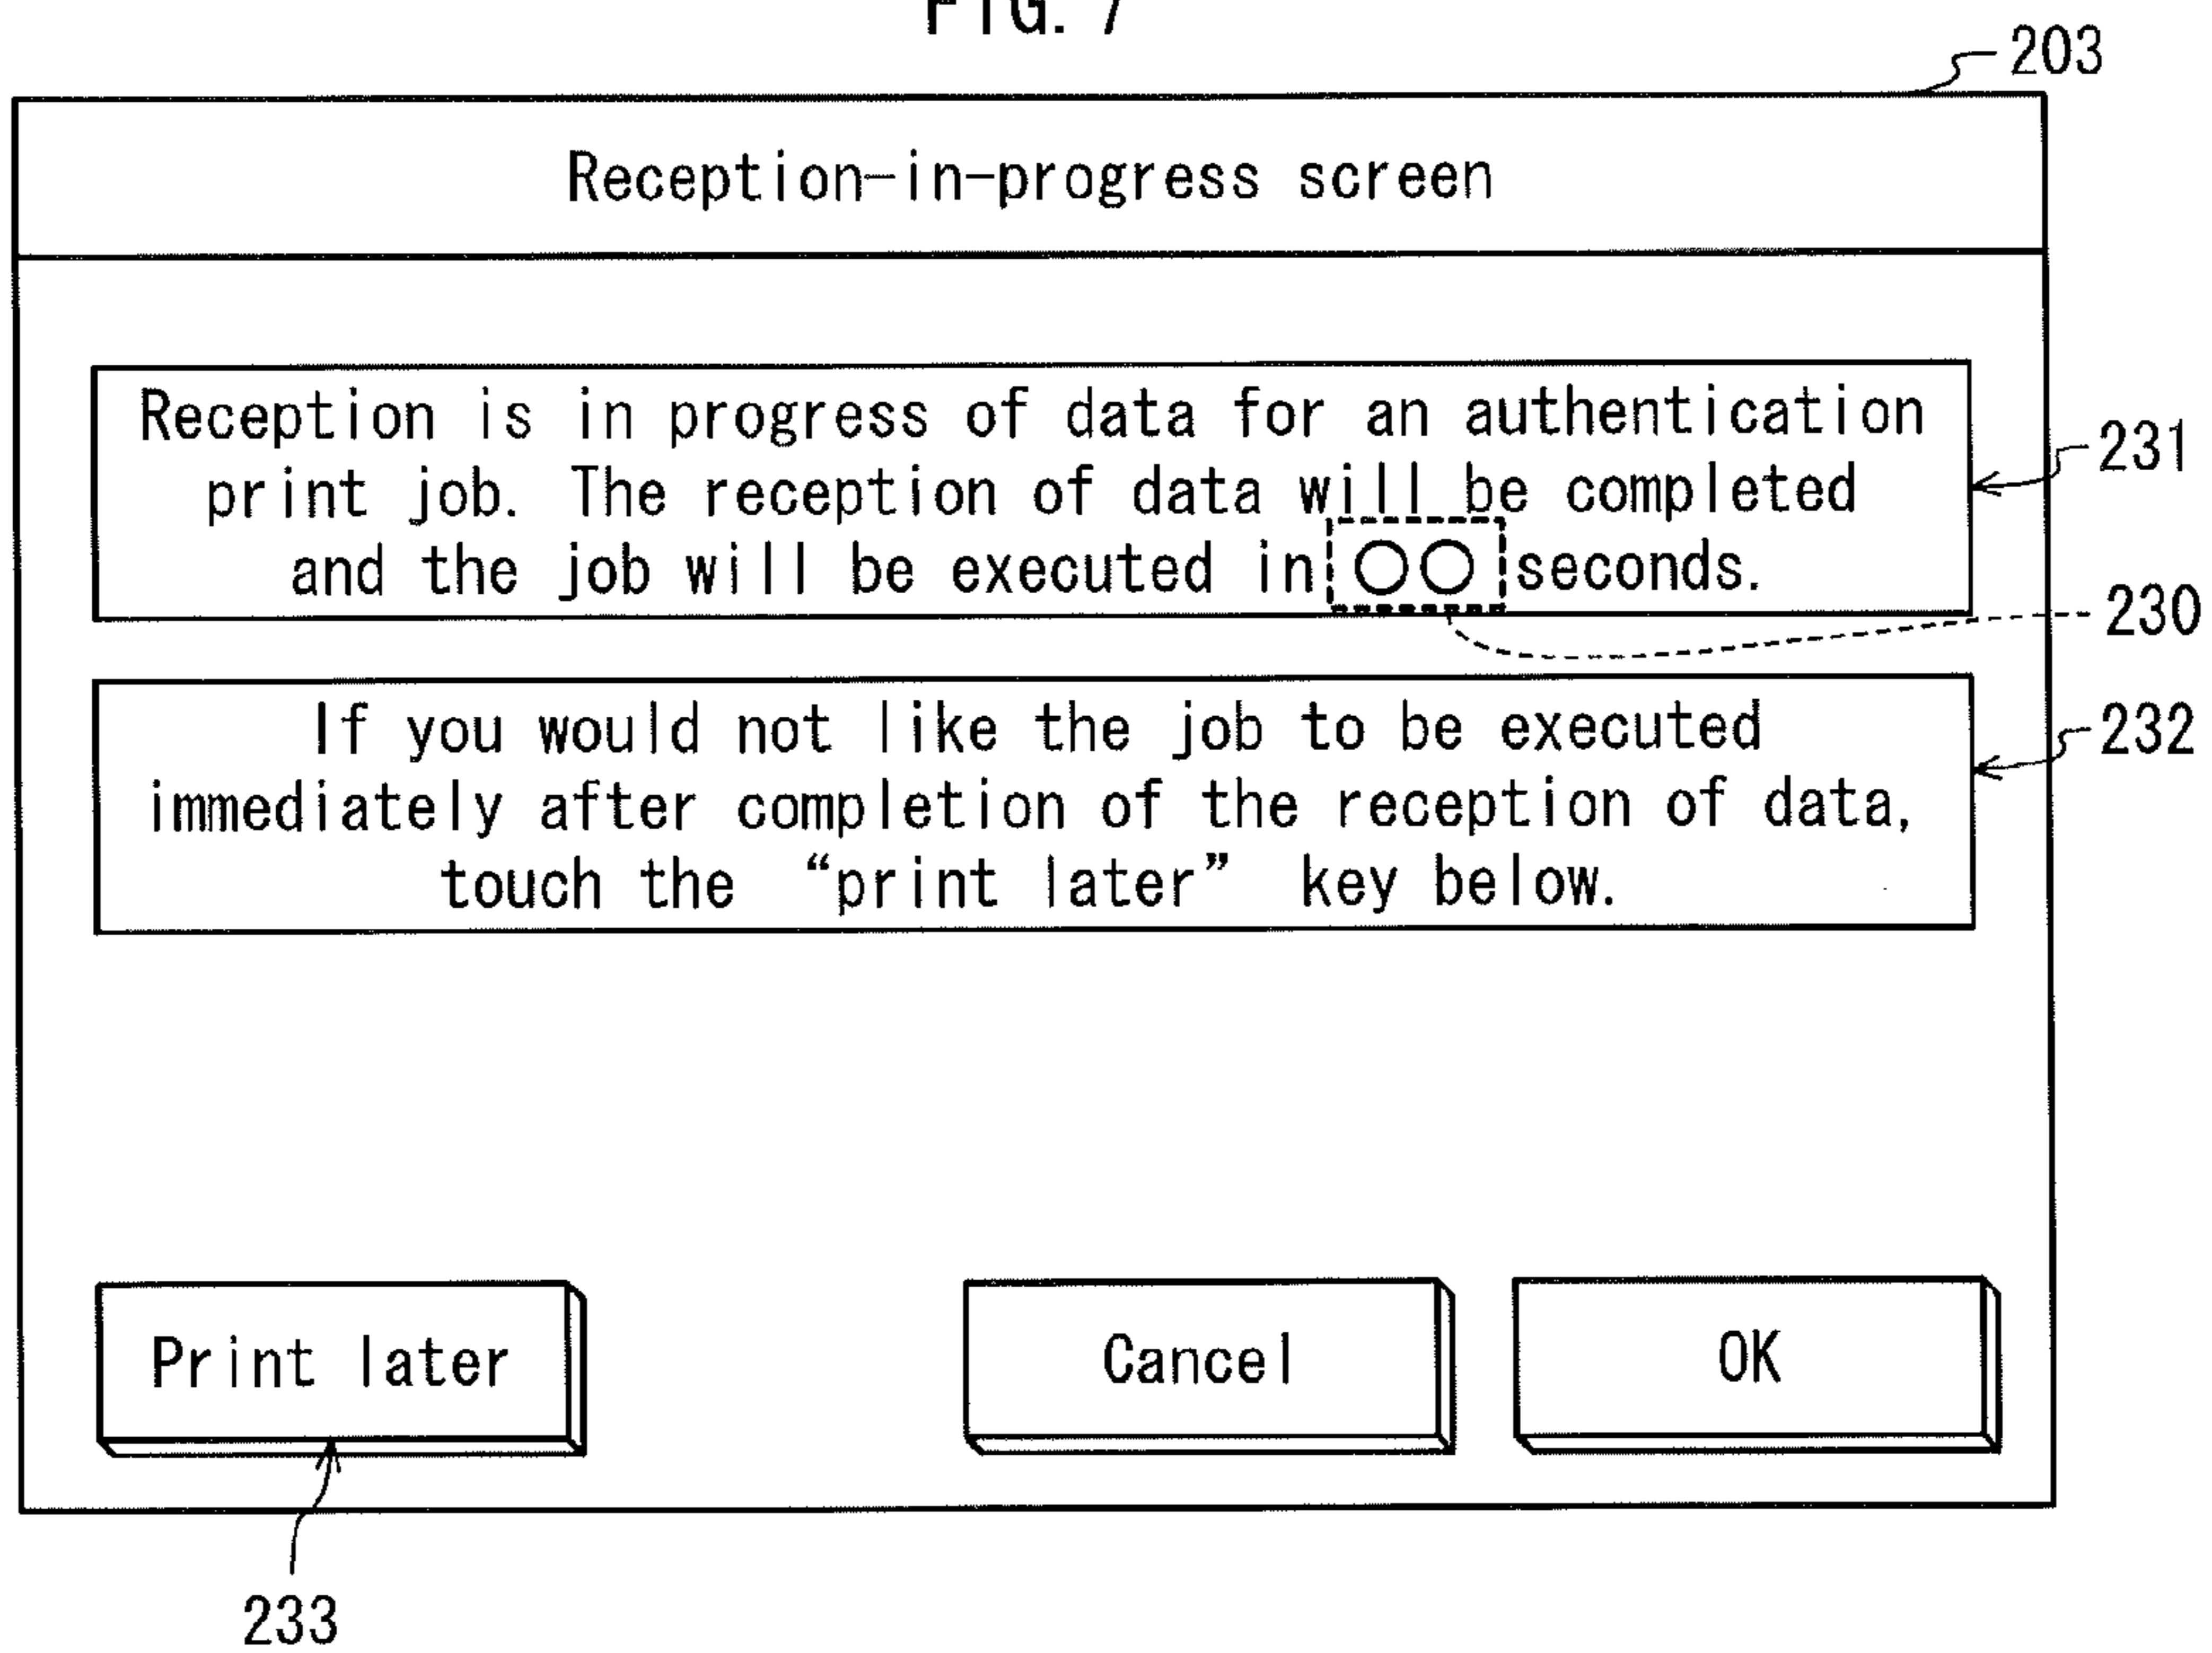 FIG. 7
203
Reception-in-progress screen
Reception is in progress of data for an authentication
print job. The reception of data will be completed
and the job will be executed in ○○ seconds.
231
230
If you would not like the job to be executed
immediately after completion of the reception of data,
touch the “print later” key below.
232
Print later
Cancel
OK
233